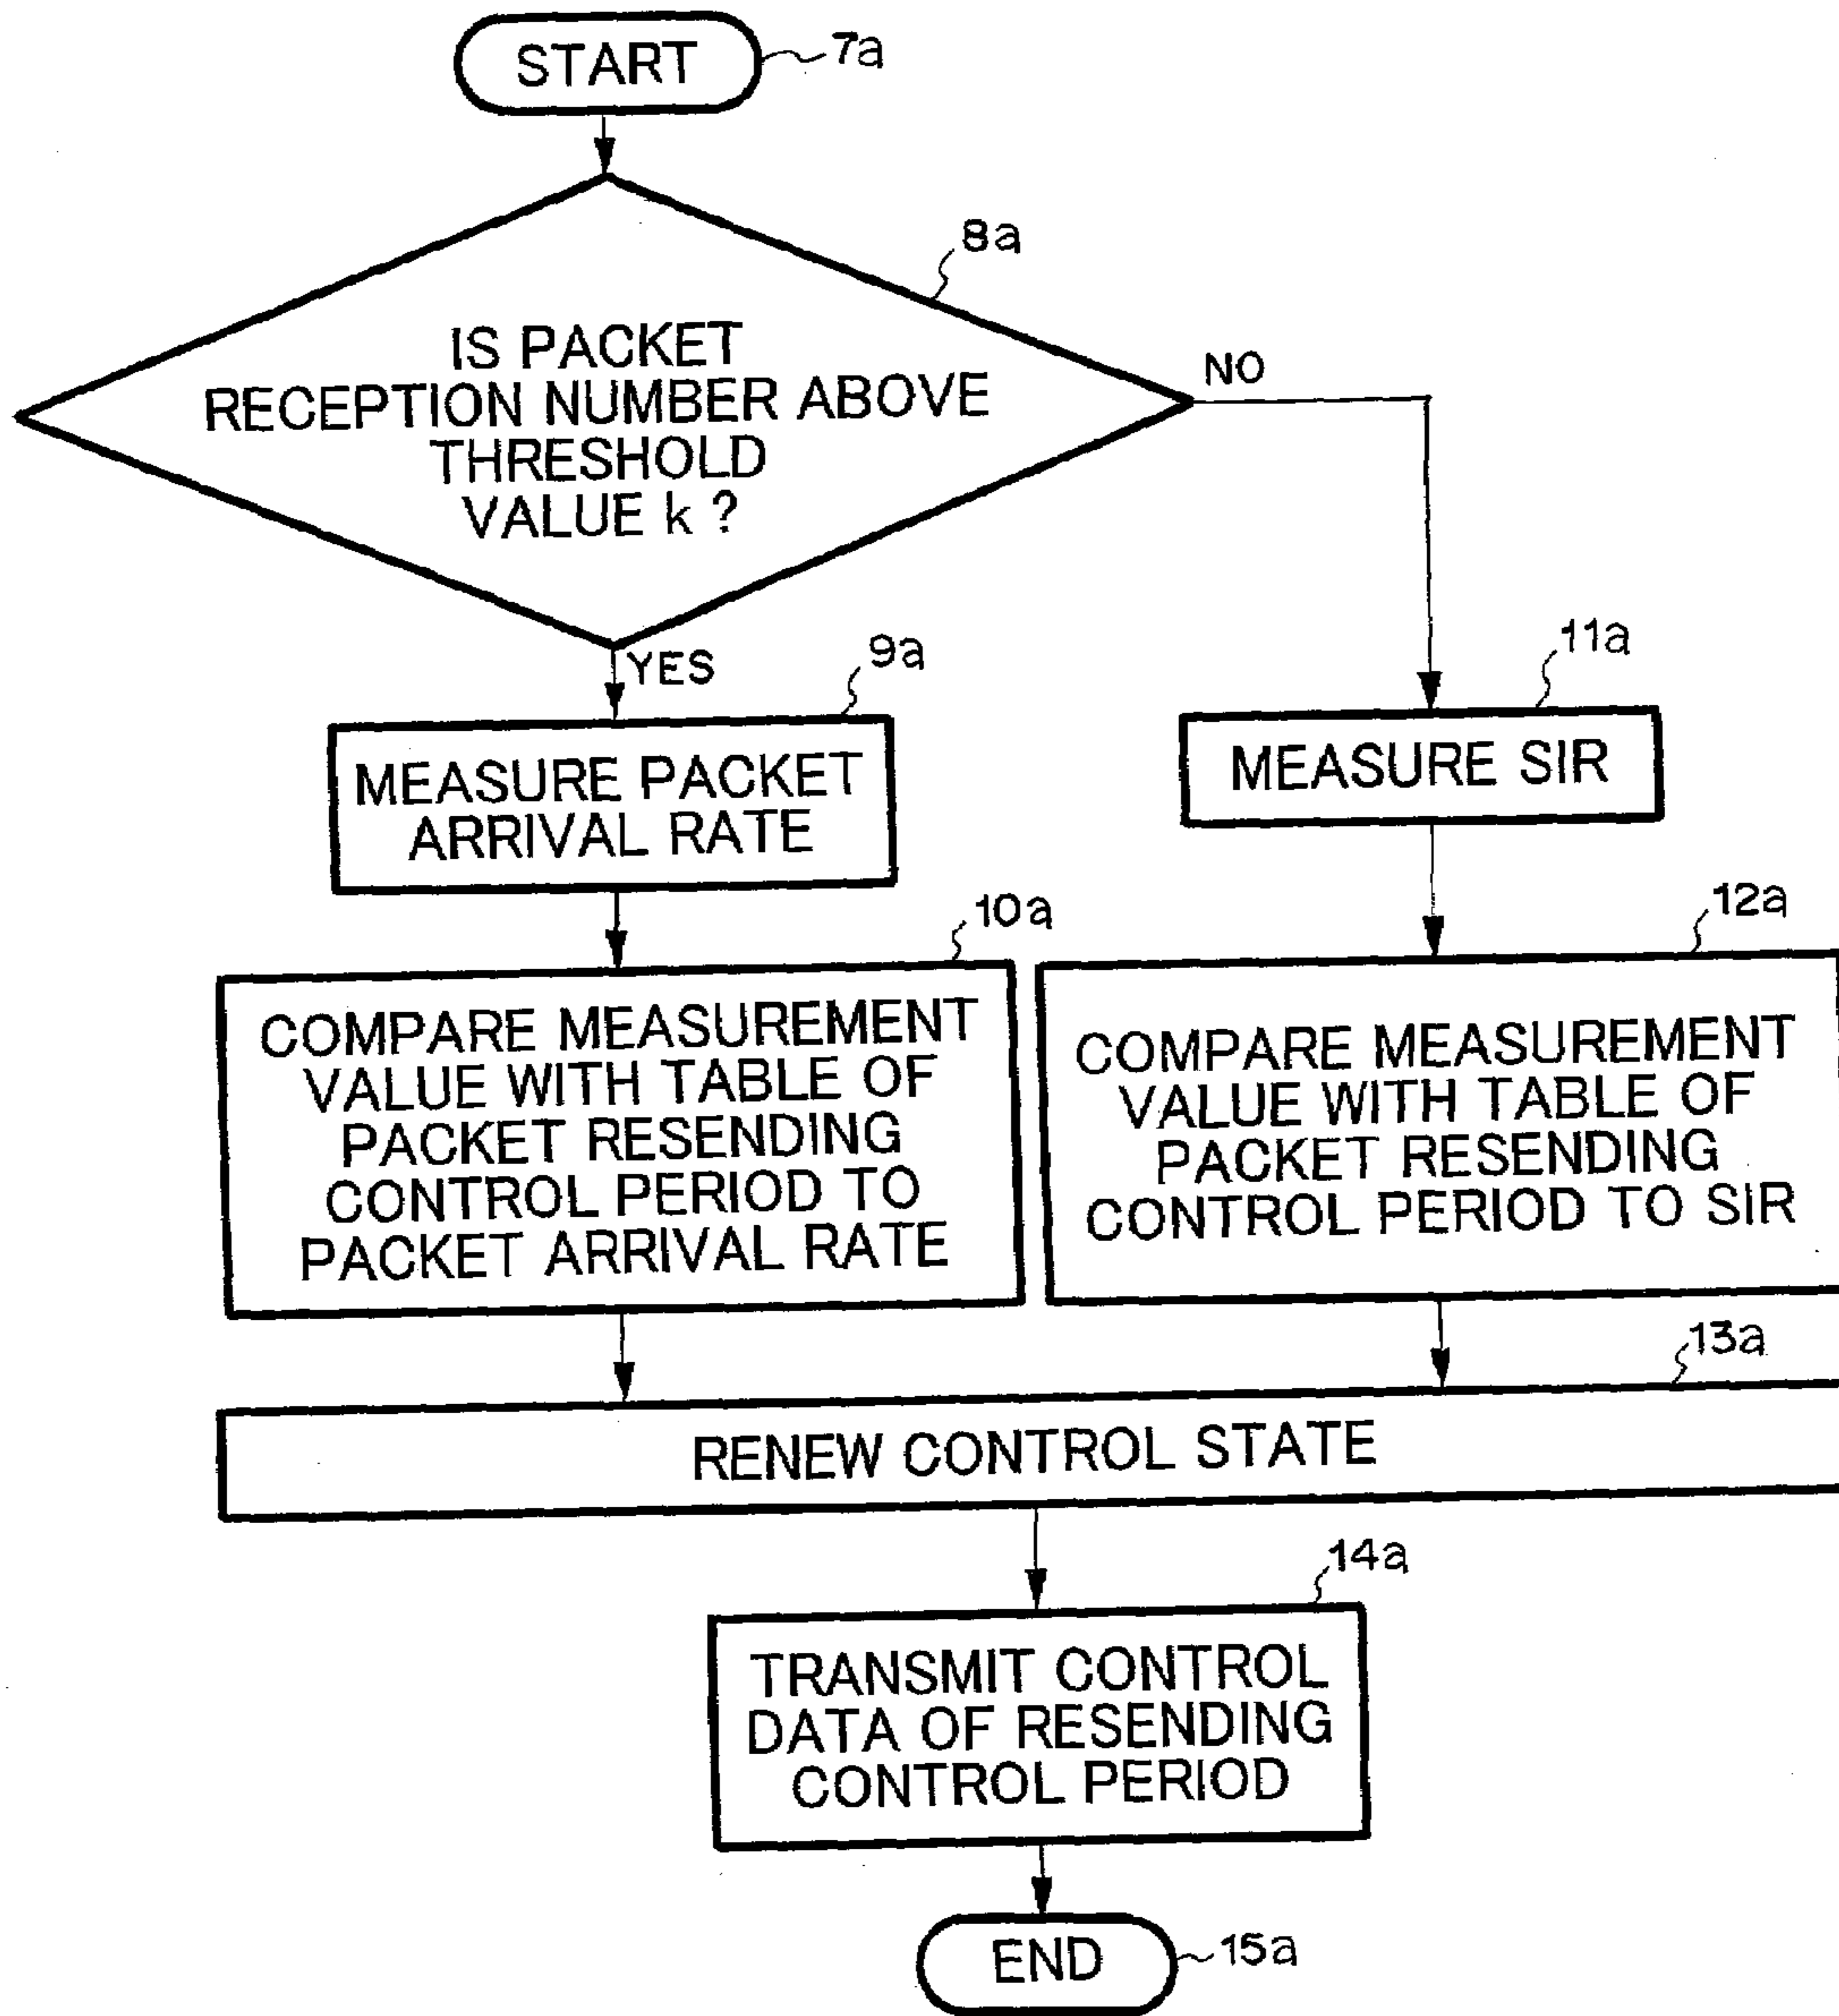 START
7a
8a
IS PACKET
RECEPTION NUMBER ABOVE
THRESHOLD
VALUE k ?
NO
YES
9a
11a
MEASURE PACKET
ARRIVAL RATE
MEASURE SIR
10a
12a
COMPARE MEASUREMENT
VALUE WITH TABLE OF
PACKET RESENDING
CONTROL PERIOD TO
PACKET ARRIVAL RATE
COMPARE MEASUREMENT
VALUE WITH TABLE OF
PACKET RESENDING
CONTROL PERIOD TO SIR
13a
RENEW CONTROL STATE
14a
TRANSMIT CONTROL
DATA OF RESENDING
CONTROL PERIOD
END
15a